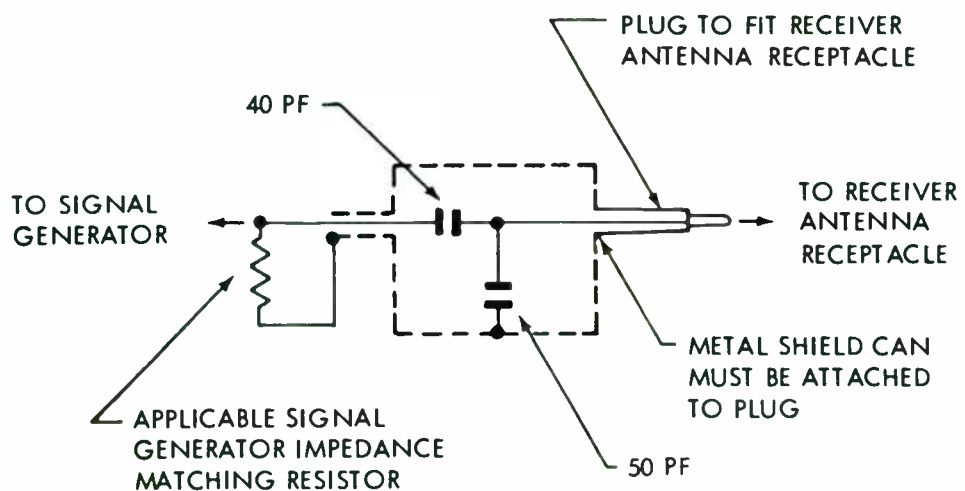 PLUG TO FIT RECEIVER
ANTENNA RECEPTACLE
40 PF
TO SIGNAL
GENERATOR
TO RECEIVER
ANTENNA
RECEPTACLE
METAL SHIELD CAN
MUST BE ATTACHED
TO PLUG
APPLICABLE SIGNAL
GENERATOR IMPEDANCE
MATCHING RESISTOR
50 PF